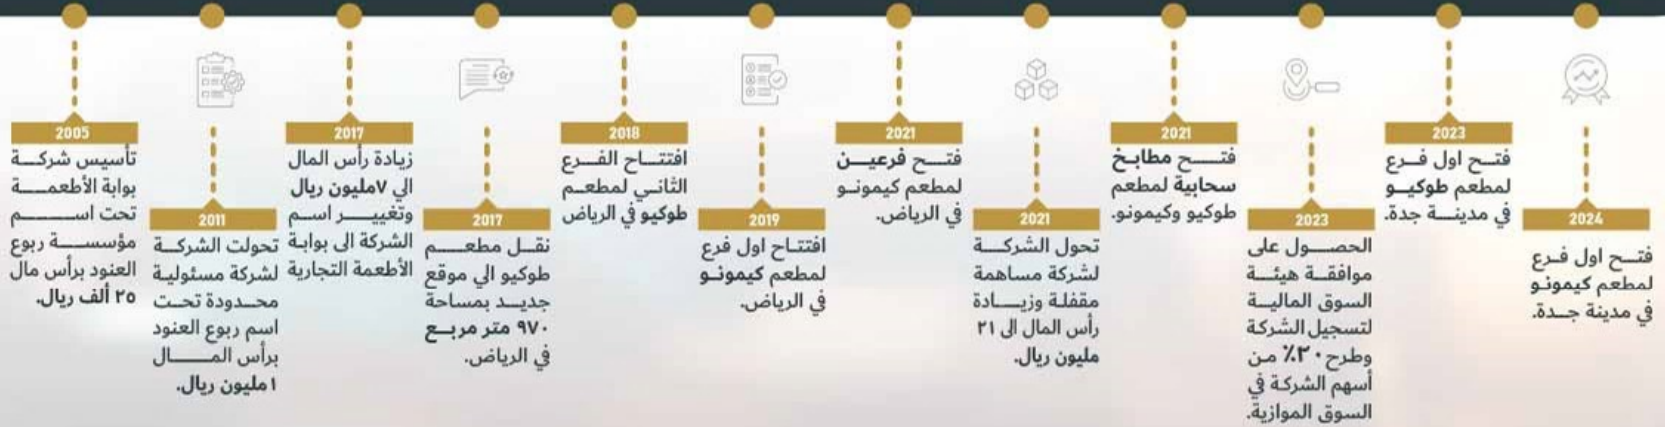 2005
تأسيس شركة
بوابة الأطعمة
تحت اسم
مؤسسة ربوع
العنود برأس مال
٢٥ ألف ريال.
2011
تحولت الشركة
لشركة مسئولية
محدودة تحت
اسم ربوع العنود
برأس المال
١مليون ريال.
2017
زيادة رأس المال
الي ٧مليون ريال
وتغيير اسم
الشركة الى بوابة
الأطعمة التجارية
2017
نقل مطعم
طوكيو الي موقع
جديد بمساحة
٩٧٠ متر مربع
في الرياض.
2018
افتتاح الفرع
الثاني لمطعم
طوكيو في الرياض
2019
افتتاح اول فرع
لمطعم كيمونو
في الرياض.
2021
فتح فرعين
لمطعم كيمونو
في الرياض.
2021
تحول الشركة
لشركة مساهمة
مقفلة وزيادة
رأس المال الى ٢١
مليون ريال.
2021
فتح مطابخ
سحابية لمطعم
طوكيو وكيمونو.
2023
الحصول على
موافقة هيئة
السوق المالية
لتسجيل الشركة
وطرح ٣٠٪ من
أسهم الشركة في
السوق الموازية.
2023
فتح اول فرع
لمطعم طوكيو
في مدينة جدة.
2024
فتح اول فرع
لمطعم كيمونو
في مدينة جدة.